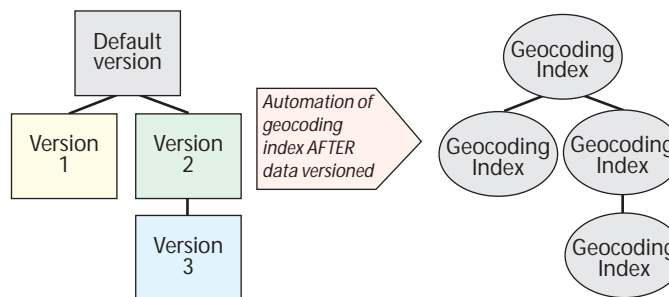 Default
version
Version
1
Version
2
Version
3
Automation of
geocoding
index AFTER
data versioned
Geocoding
Index
Geocoding
Index
Geocoding
Index
Geocoding
Index